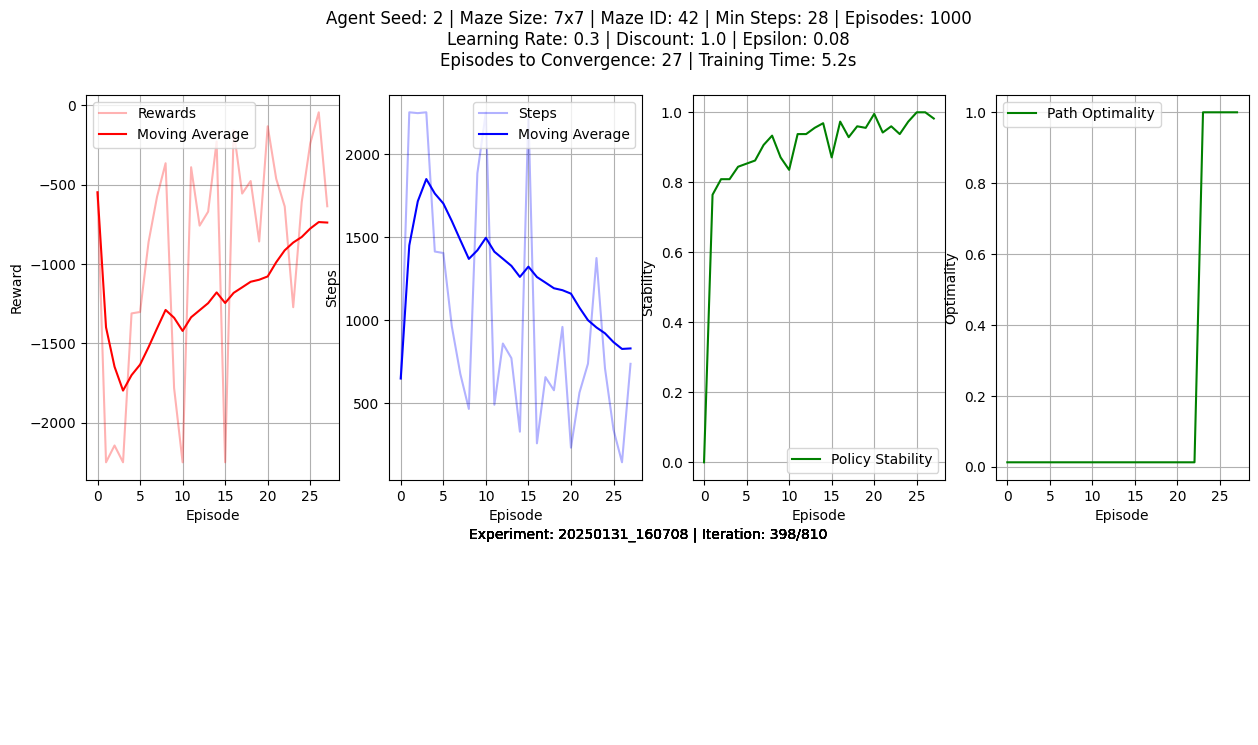 Agent Seed: 2 | Maze Size: 7x7 | Maze ID: 42 | Min Steps: 28 | Episodes: 1000
Learning Rate: 0.3 | Discount: 1.0 | Epsilon: 0.08
Episodes to Convergence: 27 | Training Time: 5.2s
Rewards
Moving Average
0
−500
−1000
−1500
−2000
Reward
0 5 10 15 20 25
Episode
Steps
Moving Average
2000
1500
1000
500
Steps
0 5 10 15 20 25
Episode
1.0
0.8
0.6
0.4
0.2
0.0
Stability
Policy Stability
0 5 10 15 20 25
Episode
Path Optimality
1.0
0.8
0.6
0.4
0.2
0.0
Optimality
0 5 10 15 20 25
Episode
Experiment: 20250131_160708 | Iteration: 398/810